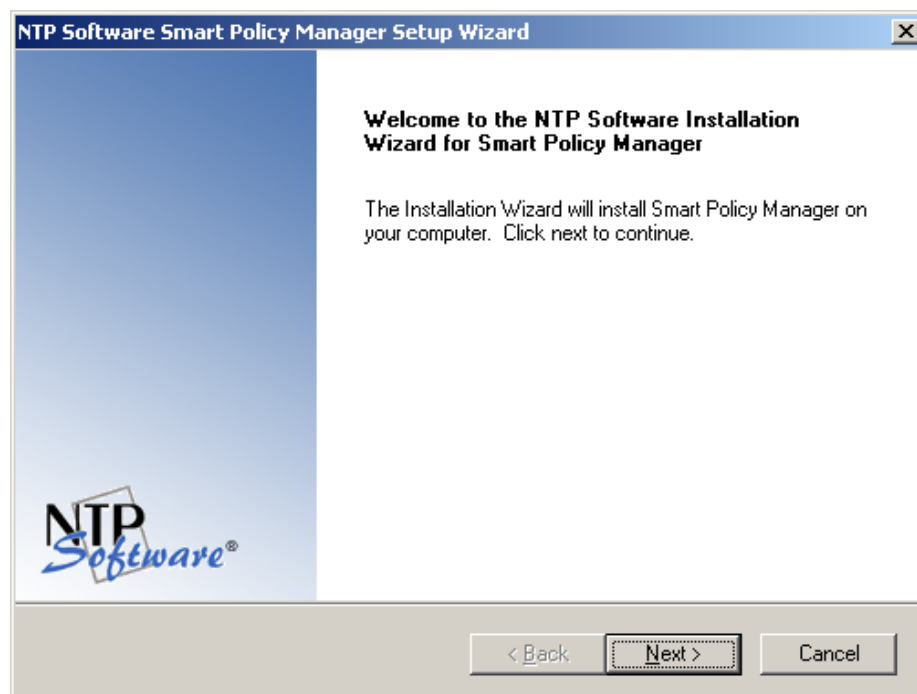 NTP Software Smart Policy Manager Setup Wizard
Welcome to the NTP Software Installation
Wizard for Smart Policy Manager
The Installation Wizard will install Smart Policy Manager on
your computer.  Click next to continue.
NTP
Software®
< Back
Next >
Cancel